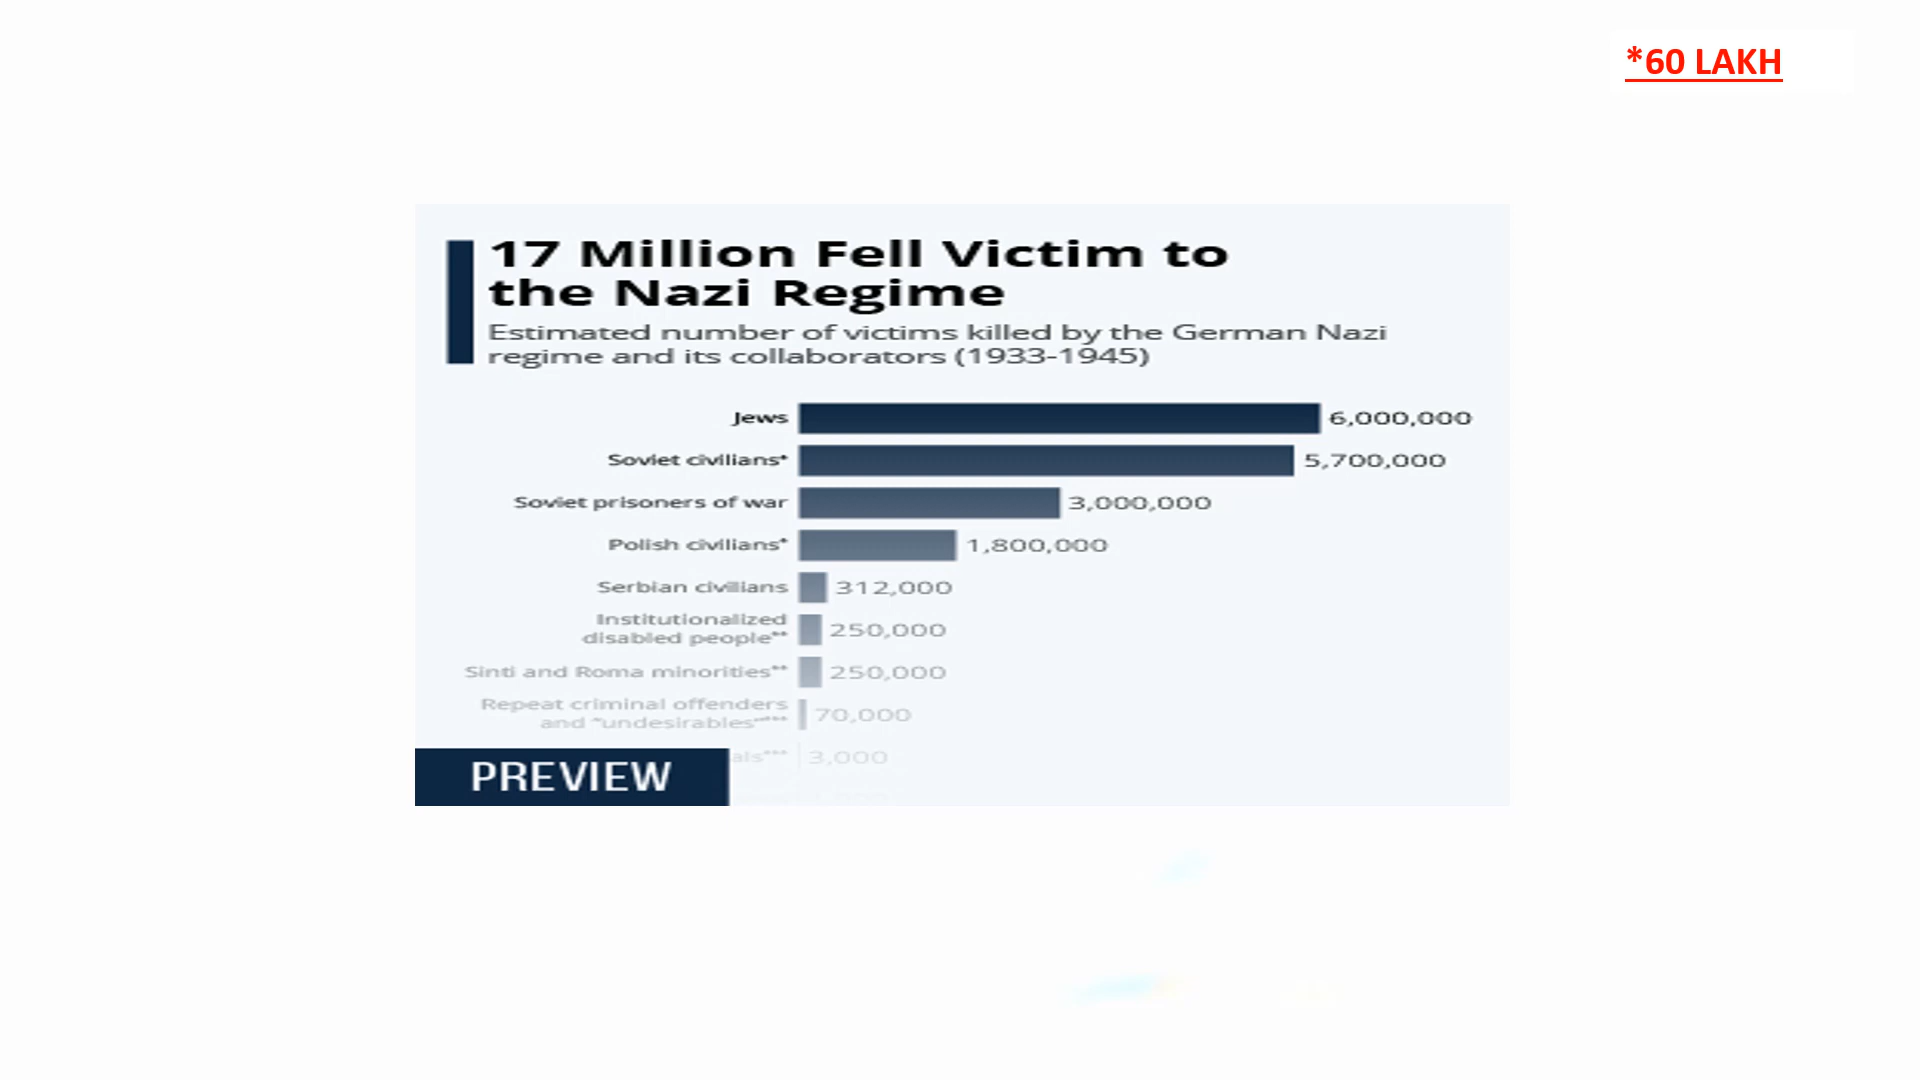 *60 LAKH
17 Million Fell Victim to
the Nazi Regime
Estimated number of victims killed by the German Nazi
regime and its collaborators (1933-1945)
Jews 6,000,000
Soviet civilians* 5,700,000
Soviet prisoners of war 3,000,000
Polish civilians* 1,800,000
Serbian civilians 312,000
Institutionalized
disabled people** 250,000
Sinti and Roma minorities** 250,000
Repeat criminal offenders
and "undesirables"*** 70,000
3,000
PREVIEW